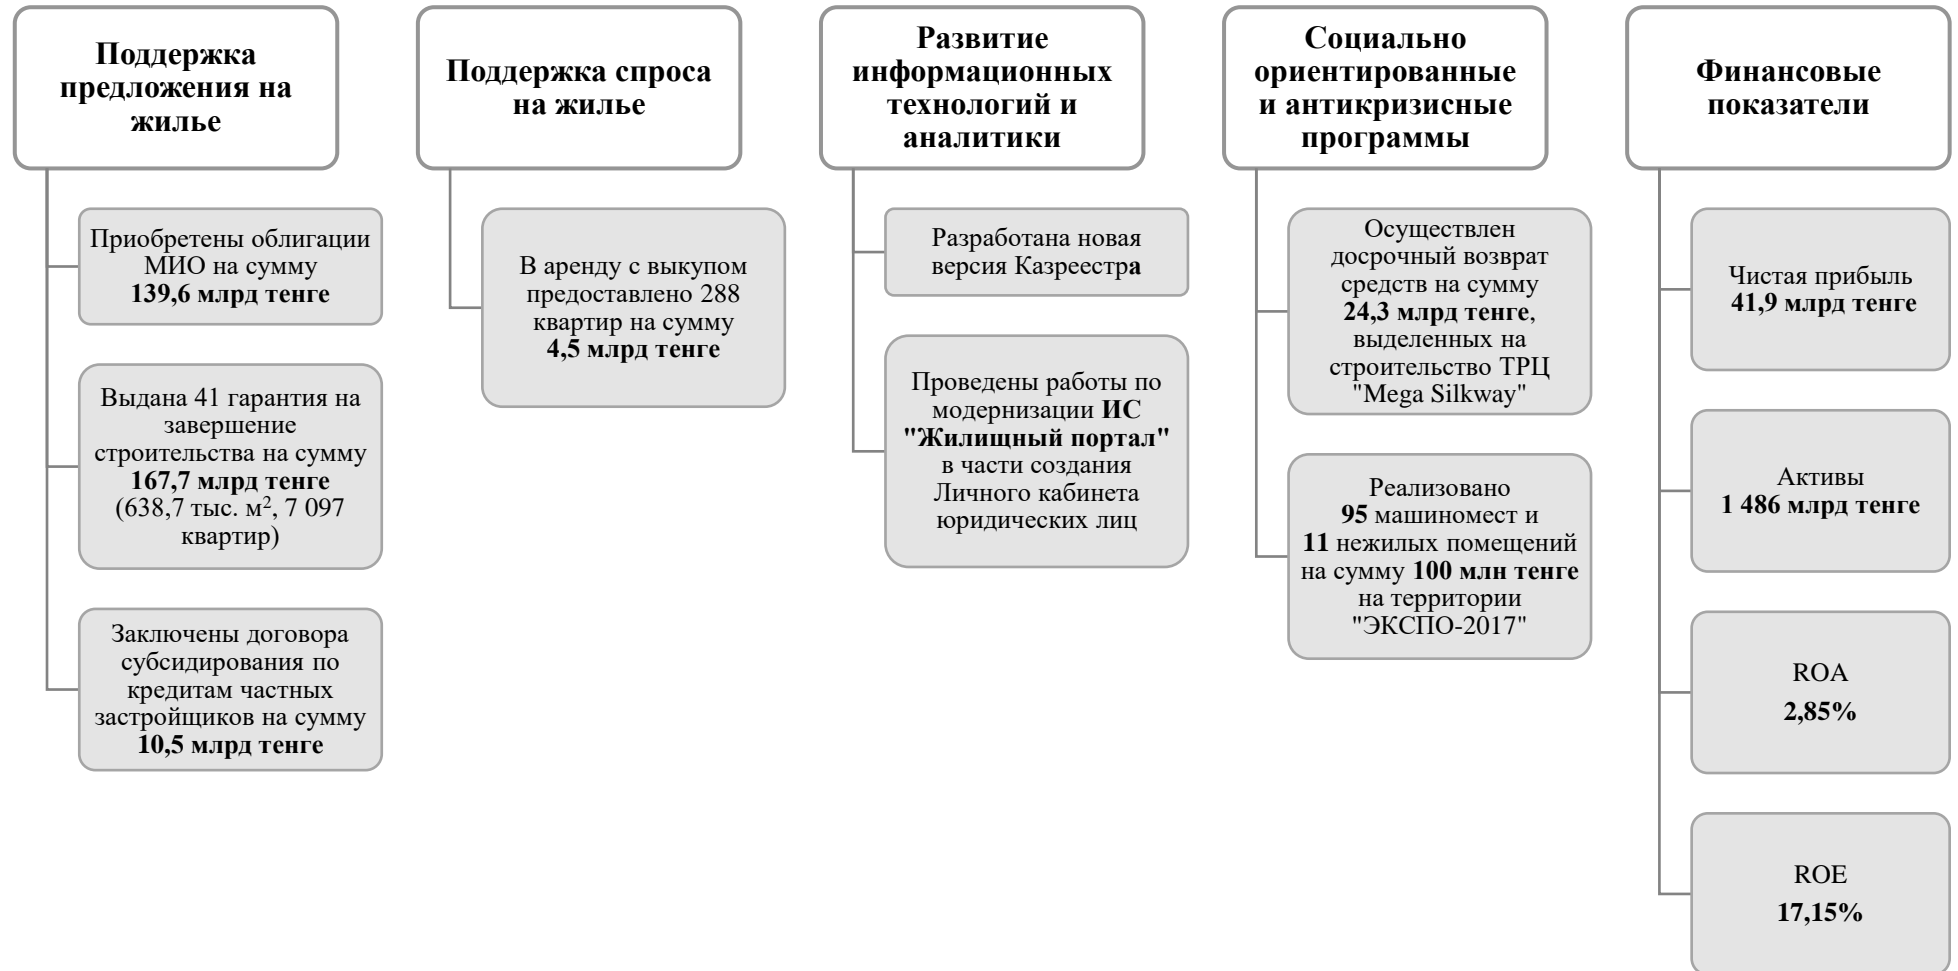 Поддержка
предложения на
жилье
Приобретены облигации
МИО на сумму
139,6 млрд тенге
Выдана 41 гарантия на
завершение
строительства на сумму
167,7 млрд тенге
(638,7 тыс. м², 7 097
квартир)
Заключены договора
субсидирования по
кредитам частных
застройщиков на сумму
10,5 млрд тенге
Поддержка спроса
на жилье
В аренду с выкупом
предоставлено 288
квартир на сумму
4,5 млрд тенге
Развитие
информационных
технологий и
аналитики
Разработана новая
версия Казреестра
Проведены работы по
модернизации ИС
"Жилищный портал"
в части создания
Личного кабинета
юридических лиц
Социально
ориентированные
и антикризисные
программы
Осуществлен
досрочный возврат
средств на сумму
24,3 млрд тенге,
выделенных на
строительство ТРЦ
"Mega Silkway"
Реализовано
95 машиномест и
11 нежилых помещений
на сумму 100 млн тенге
на территории
"ЭКСПО-2017"
Финансовые
показатели
Чистая прибыль
41,9 млрд тенге
Активы
1 486 млрд тенге
ROA
2,85%
ROE
17,15%